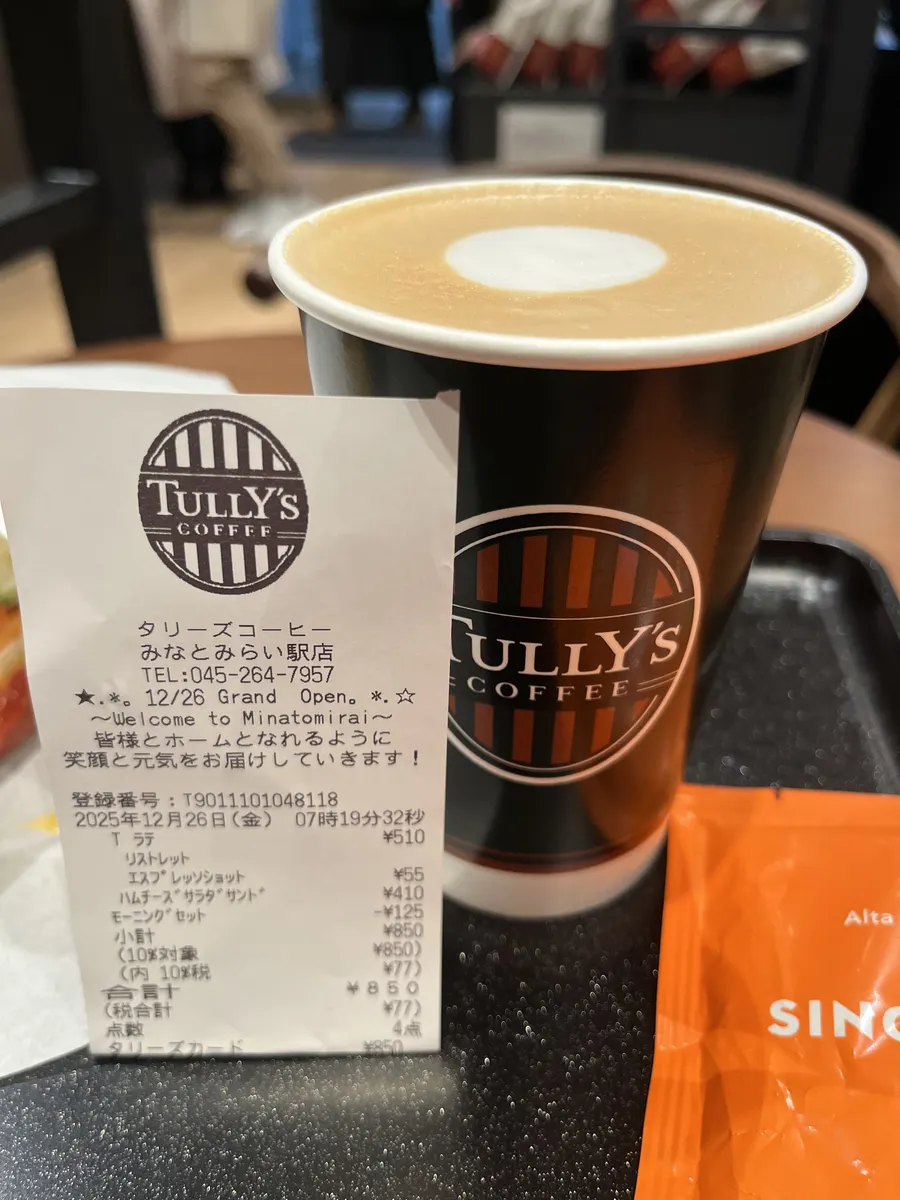 TULLY'S
COFFEE
タリーズコーヒー
みなとみらい駅店
TEL:045-264-7957
★.*。12/26 Grand Open。*.☆
～Welcome to Minatomirai～
皆様とホームとなれるように
笑顔と元気をお届けしていきます！
登録番号：T9011101048118
2025年12月26日(金) 07時19分32秒
T ラテ ¥510
リストレット
エスプレッソショット ¥55
ハムチーズサラダサンド ¥410
モーニングセット -¥125
小計 ¥850
(10%対象 ¥850)
(内 10%税 ¥77)
合計 ¥850
(税合計 ¥77)
点数 4点
タリーズカード ¥850
TULLY'S
COFFEE
Alta
SING